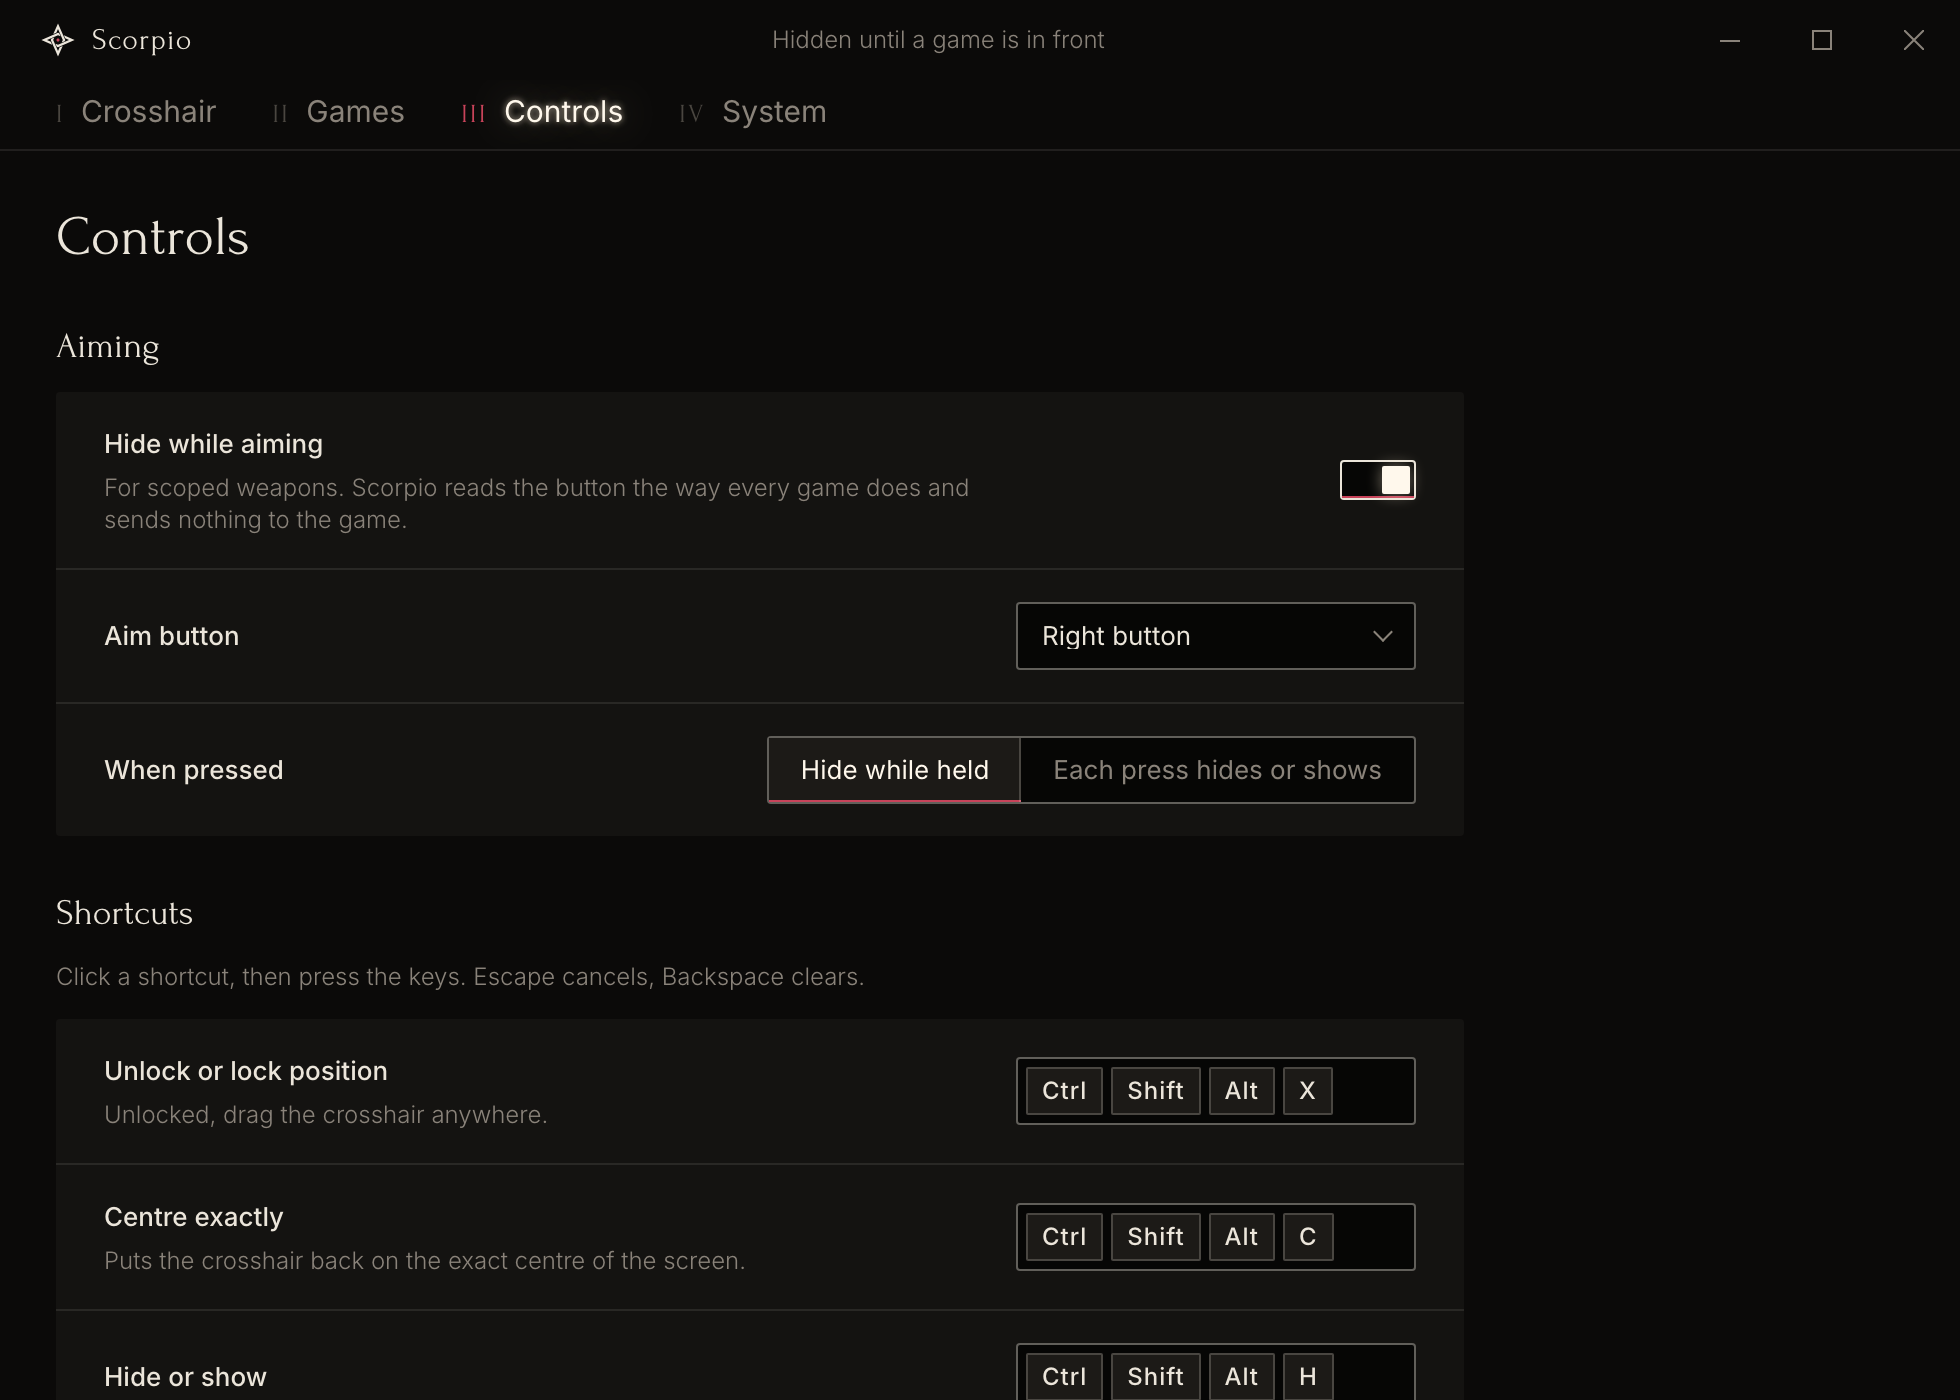 Scorpio
Hidden until a game is in front
I Crosshair
II Games
III Controls
IV System
Controls
Aiming
Hide while aiming
For scoped weapons. Scorpio reads the button the way every game does and
sends nothing to the game.
Aim button
Right button
When pressed
Hide while held
Each press hides or shows
Shortcuts
Click a shortcut, then press the keys. Escape cancels, Backspace clears.
Unlock or lock position
Unlocked, drag the crosshair anywhere.
Ctrl Shift Alt X
Centre exactly
Puts the crosshair back on the exact centre of the screen.
Ctrl Shift Alt C
Hide or show
Ctrl Shift Alt H